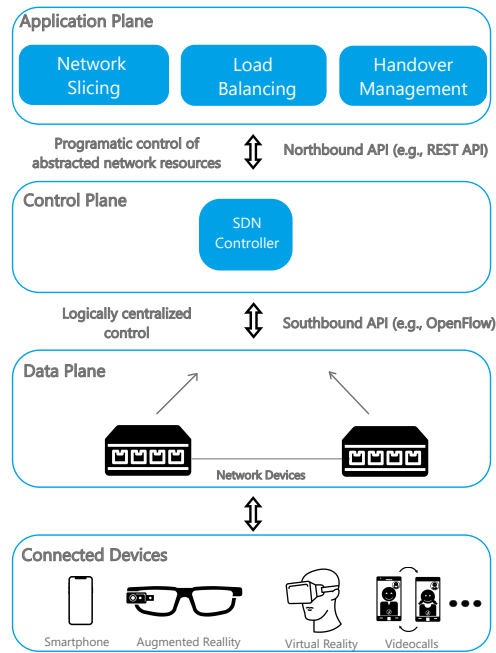 Application Plane
Network
Slicing
Load
Balancing
Handover
Management
Programatic control of
abstracted network resources
Northbound API (e.g., REST API)
Control Plane
SDN
Controller
Logically centralized
control
Southbound API (e.g., OpenFlow)
Data Plane
Network Devices
Connected Devices
Smartphone
Augmented Reallity
Virtual Reality
Videocalls